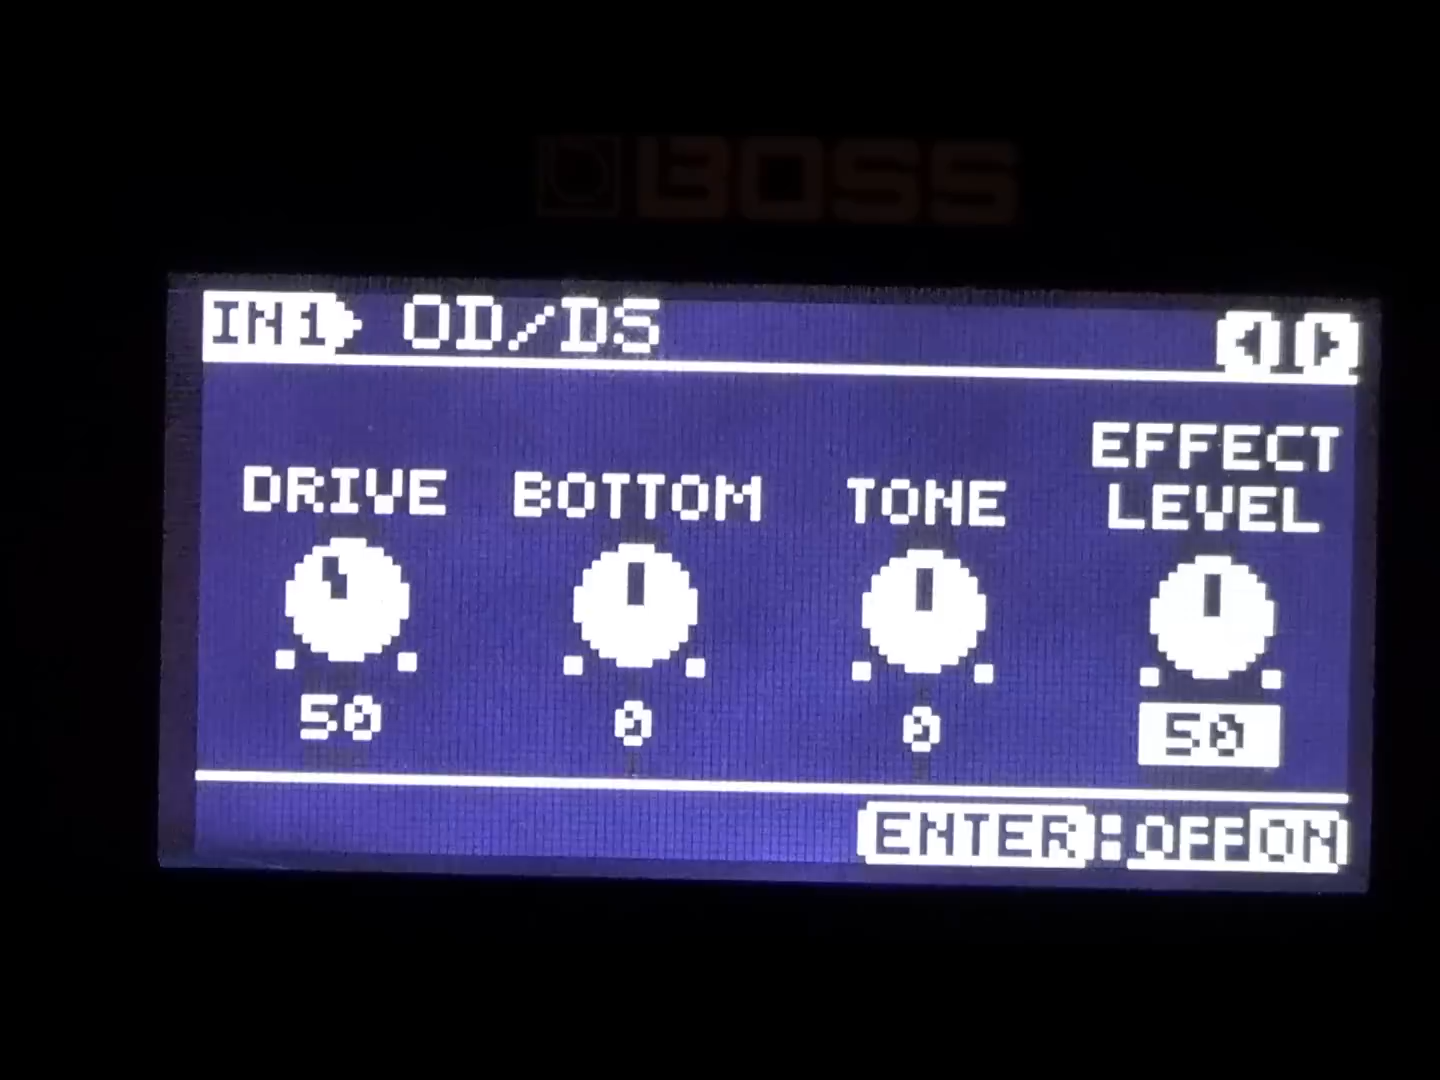 BOSS
IN1 OD/DS
DRIVE BOTTOM TONE EFFECT LEVEL
50 0 0 50
ENTER:OFF ON